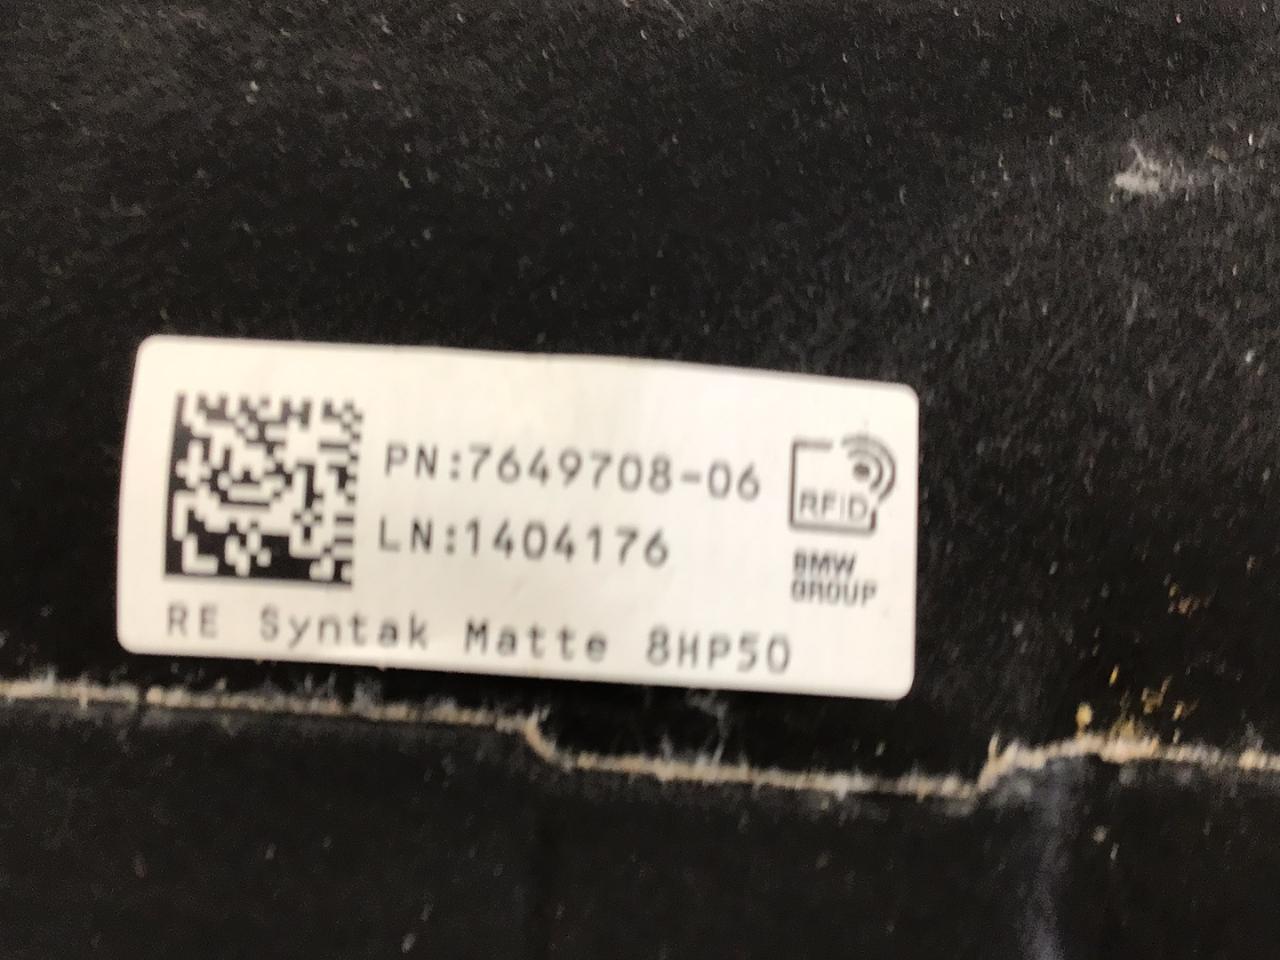 PN:7649708-06
LN:1404176
RFID
BMW
GROUP
RE Syntak Matte 8HP50